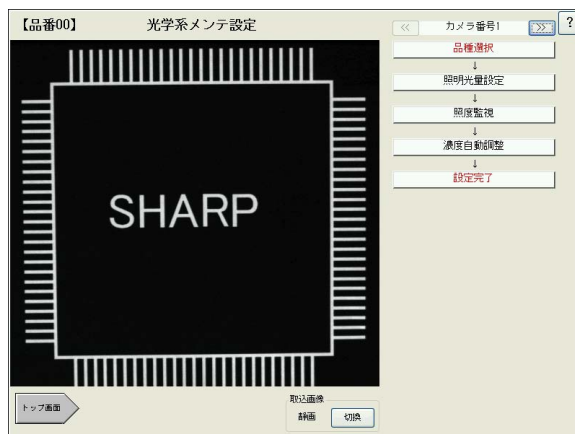 【品番00】 光学系メンテ設定
<< カメラ番号1 >> ?
品種選択
↓
照明光量設定
↓
照度監視
↓
濃度自動調整
↓
設定完了
SHARP
トップ画面
取込画像
静画 切換